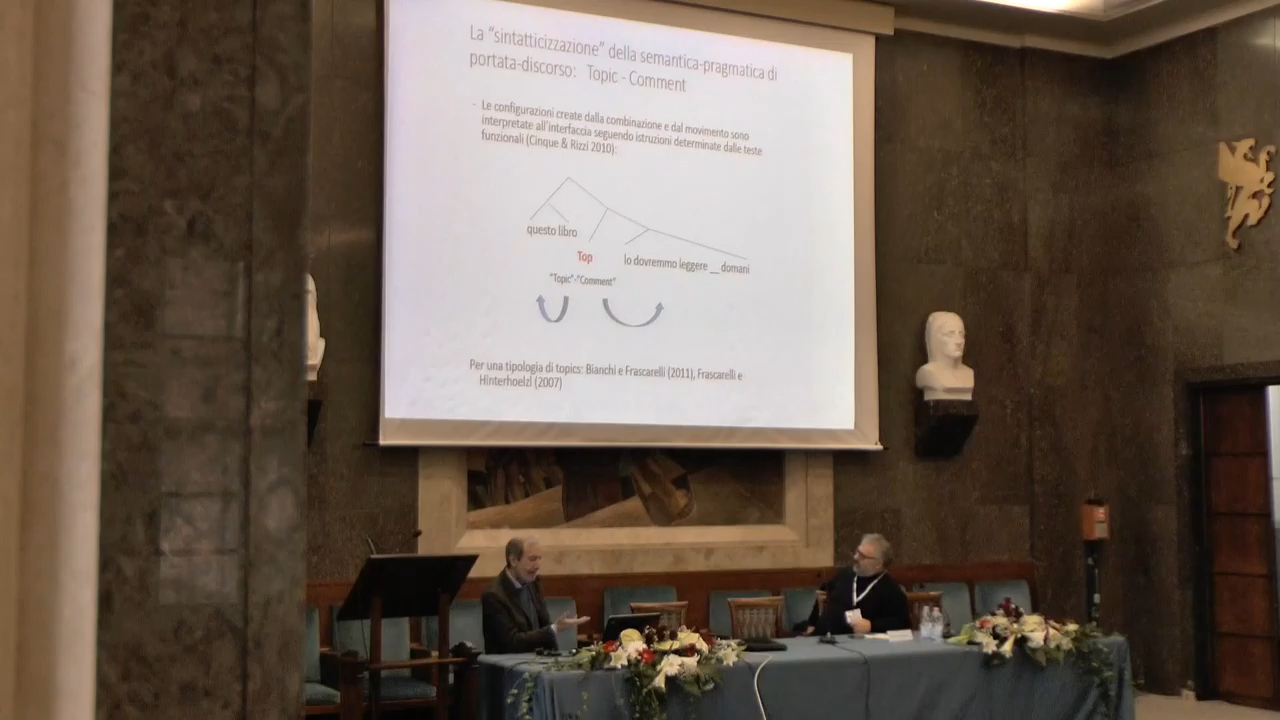 La “sintatticizzazione” della semantica-pragmatica di
portata-discorso: Topic - Comment
- Le configurazioni create dalla combinazione e dal movimento sono
interpretate all’interfaccia seguendo istruzioni determinate dalle teste
funzionali (Cinque & Rizzi 2010):
questo libro
Top
lo dovremmo leggere __ domani
“Topic”-“Comment”
Per una tipologia di topics: Bianchi e Frascarelli (2011), Frascarelli e
Hinterhoelzl (2007)